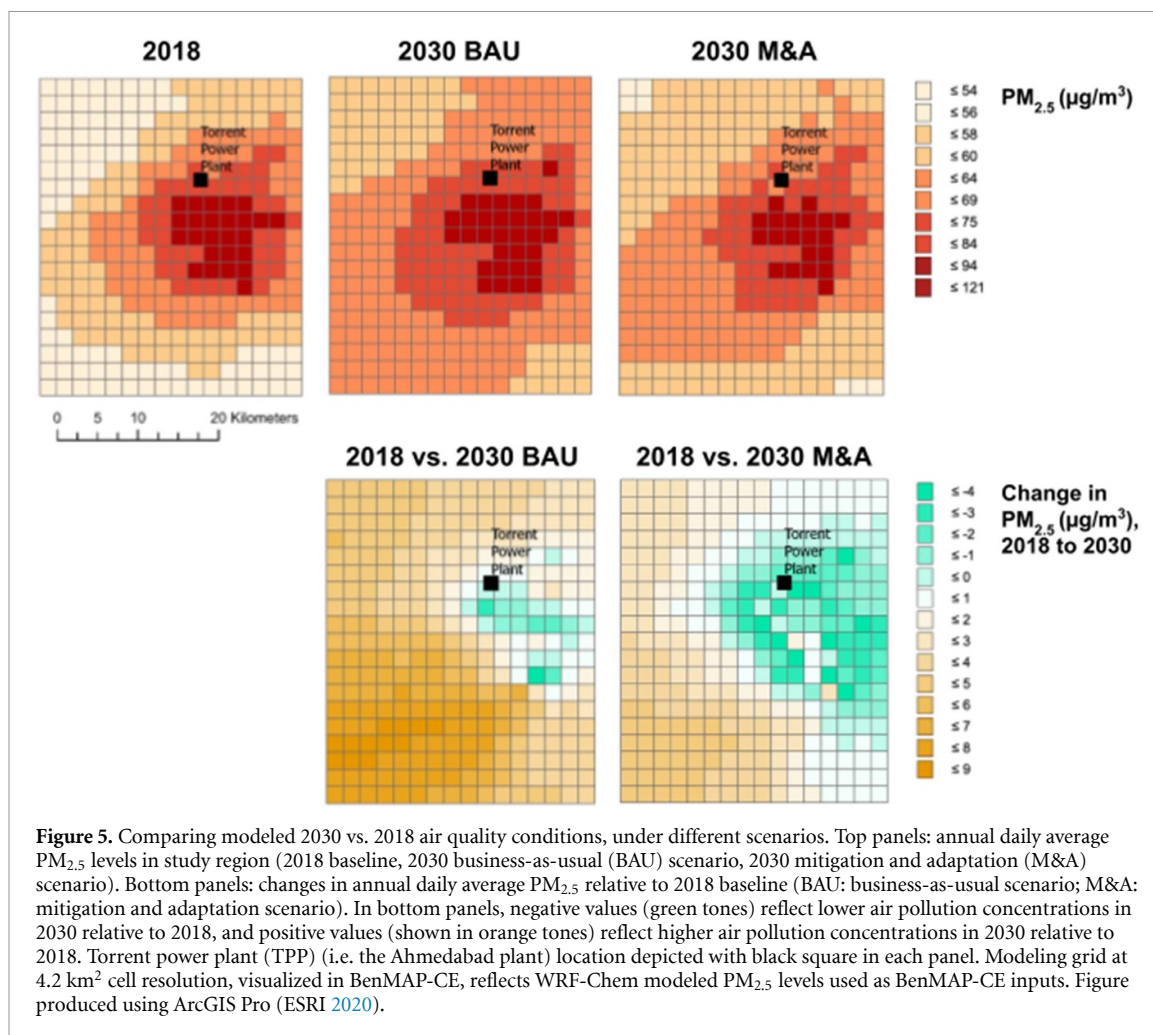 2018
2030 BAU
2030 M&A
Torrent
Power
Plant
Torrent
Power
Plant
Torrent
Power
Plant
≤ 54
≤ 56
≤ 58
≤ 60
≤ 64
≤ 69
≤ 75
≤ 84
≤ 94
≤ 121
PM2.5 (µg/m³)
0 5 10 20 Kilometers
2018 vs. 2030 BAU
2018 vs. 2030 M&A
Torrent
Power
Plant
Torrent
Power
Plant
≤ -4
≤ -3
≤ -2
≤ -1
≤ 0
≤ 1
≤ 2
≤ 3
≤ 4
≤ 5
≤ 6
≤ 7
≤ 8
≤ 9
Change in
PM2.5 (µg/m³),
2018 to 2030
Figure 5. Comparing modeled 2030 vs. 2018 air quality conditions, under different scenarios. Top panels: annual daily average
PM2.5 levels in study region (2018 baseline, 2030 business-as-usual (BAU) scenario, 2030 mitigation and adaptation (M&A)
scenario). Bottom panels: changes in annual daily average PM2.5 relative to 2018 baseline (BAU: business-as-usual scenario; M&A:
mitigation and adaptation scenario). In bottom panels, negative values (green tones) reflect lower air pollution concentrations in
2030 relative to 2018, and positive values (shown in orange tones) reflect higher air pollution concentrations in 2030 relative to
2018. Torrent power plant (TPP) (i.e. the Ahmedabad plant) location depicted with black square in each panel. Modeling grid at
4.2 km² cell resolution, visualized in BenMAP-CE, reflects WRF-Chem modeled PM2.5 levels used as BenMAP-CE inputs. Figure
produced using ArcGIS Pro (ESRI 2020).